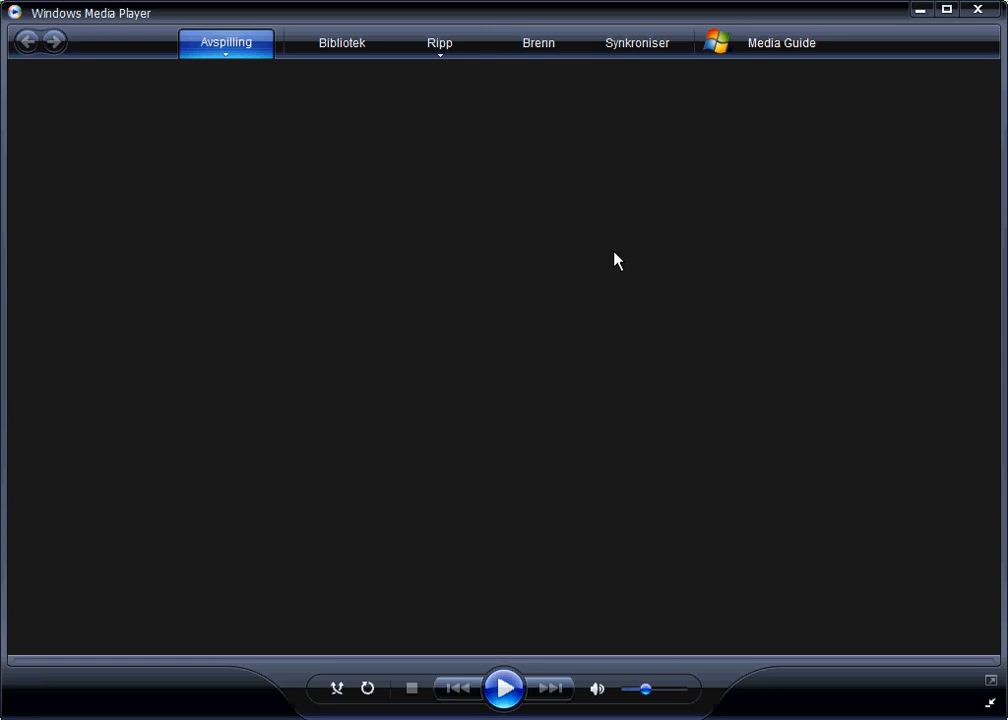 Windows Media Player
Avspilling Bibliotek Ripp Brenn Synkroniser Media Guide